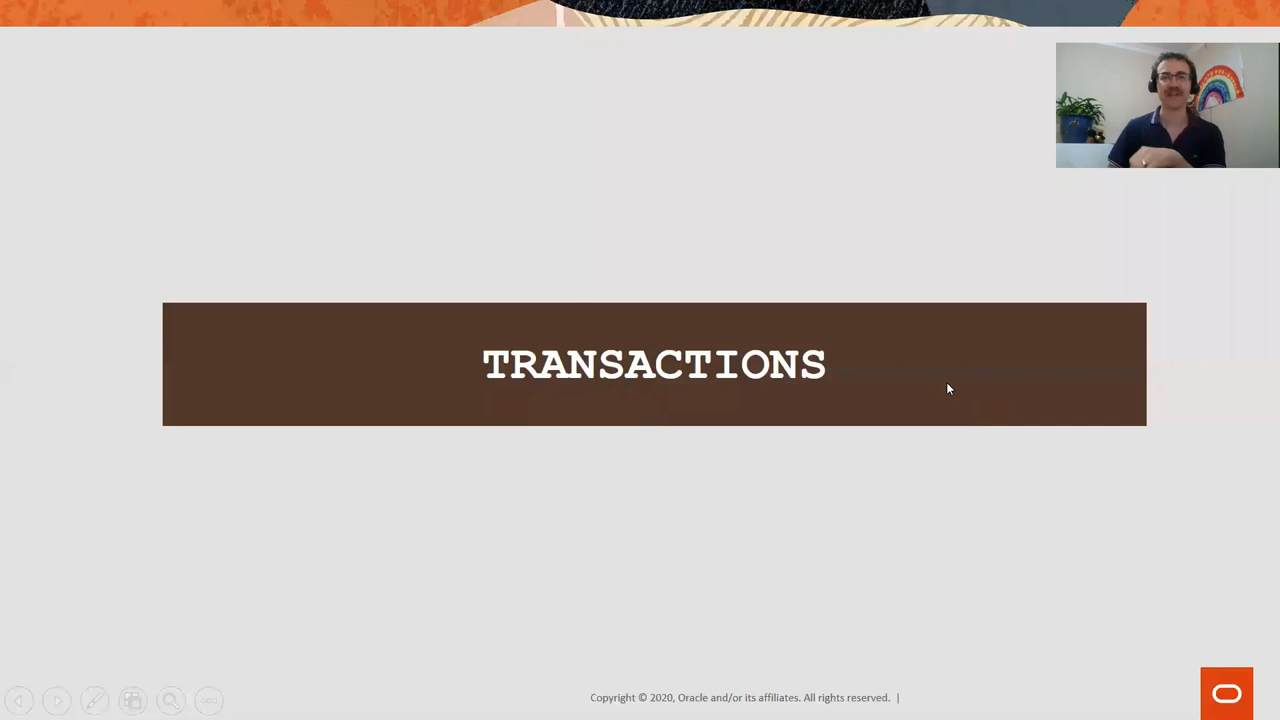 TRANSACTIONS
Copyright © 2020, Oracle and/or its affiliates. All rights reserved. |